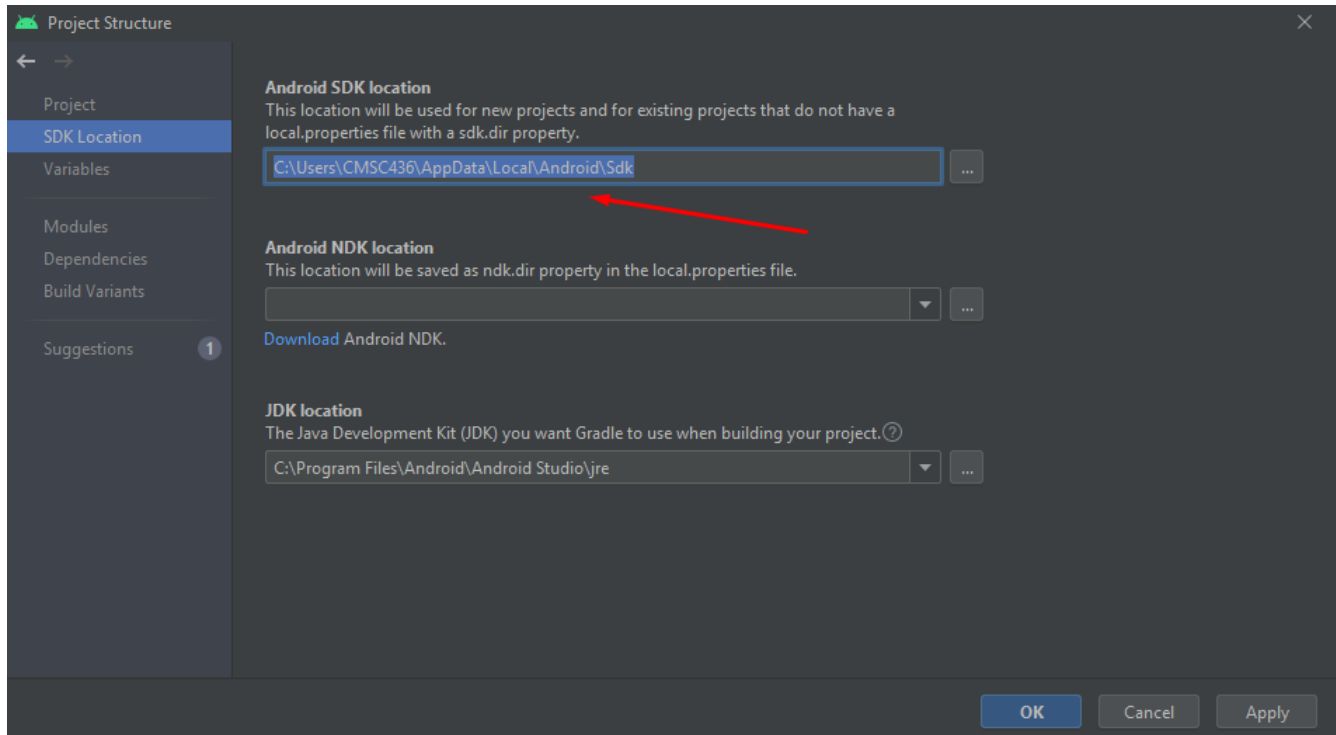 Project Structure
Project
SDK Location
Variables
Modules
Dependencies
Build Variants
Suggestions 1
Android SDK location
This location will be used for new projects and for existing projects that do not have a
local.properties file with a sdk.dir property.
C:\Users\CMSC436\AppData\Local\Android\Sdk
...
Android NDK location
This location will be saved as ndk.dir property in the local.properties file.
...
Download Android NDK.
JDK location
The Java Development Kit (JDK) you want Gradle to use when building your project.?
C:\Program Files\Android\Android Studio\jre
...
OK Cancel Apply